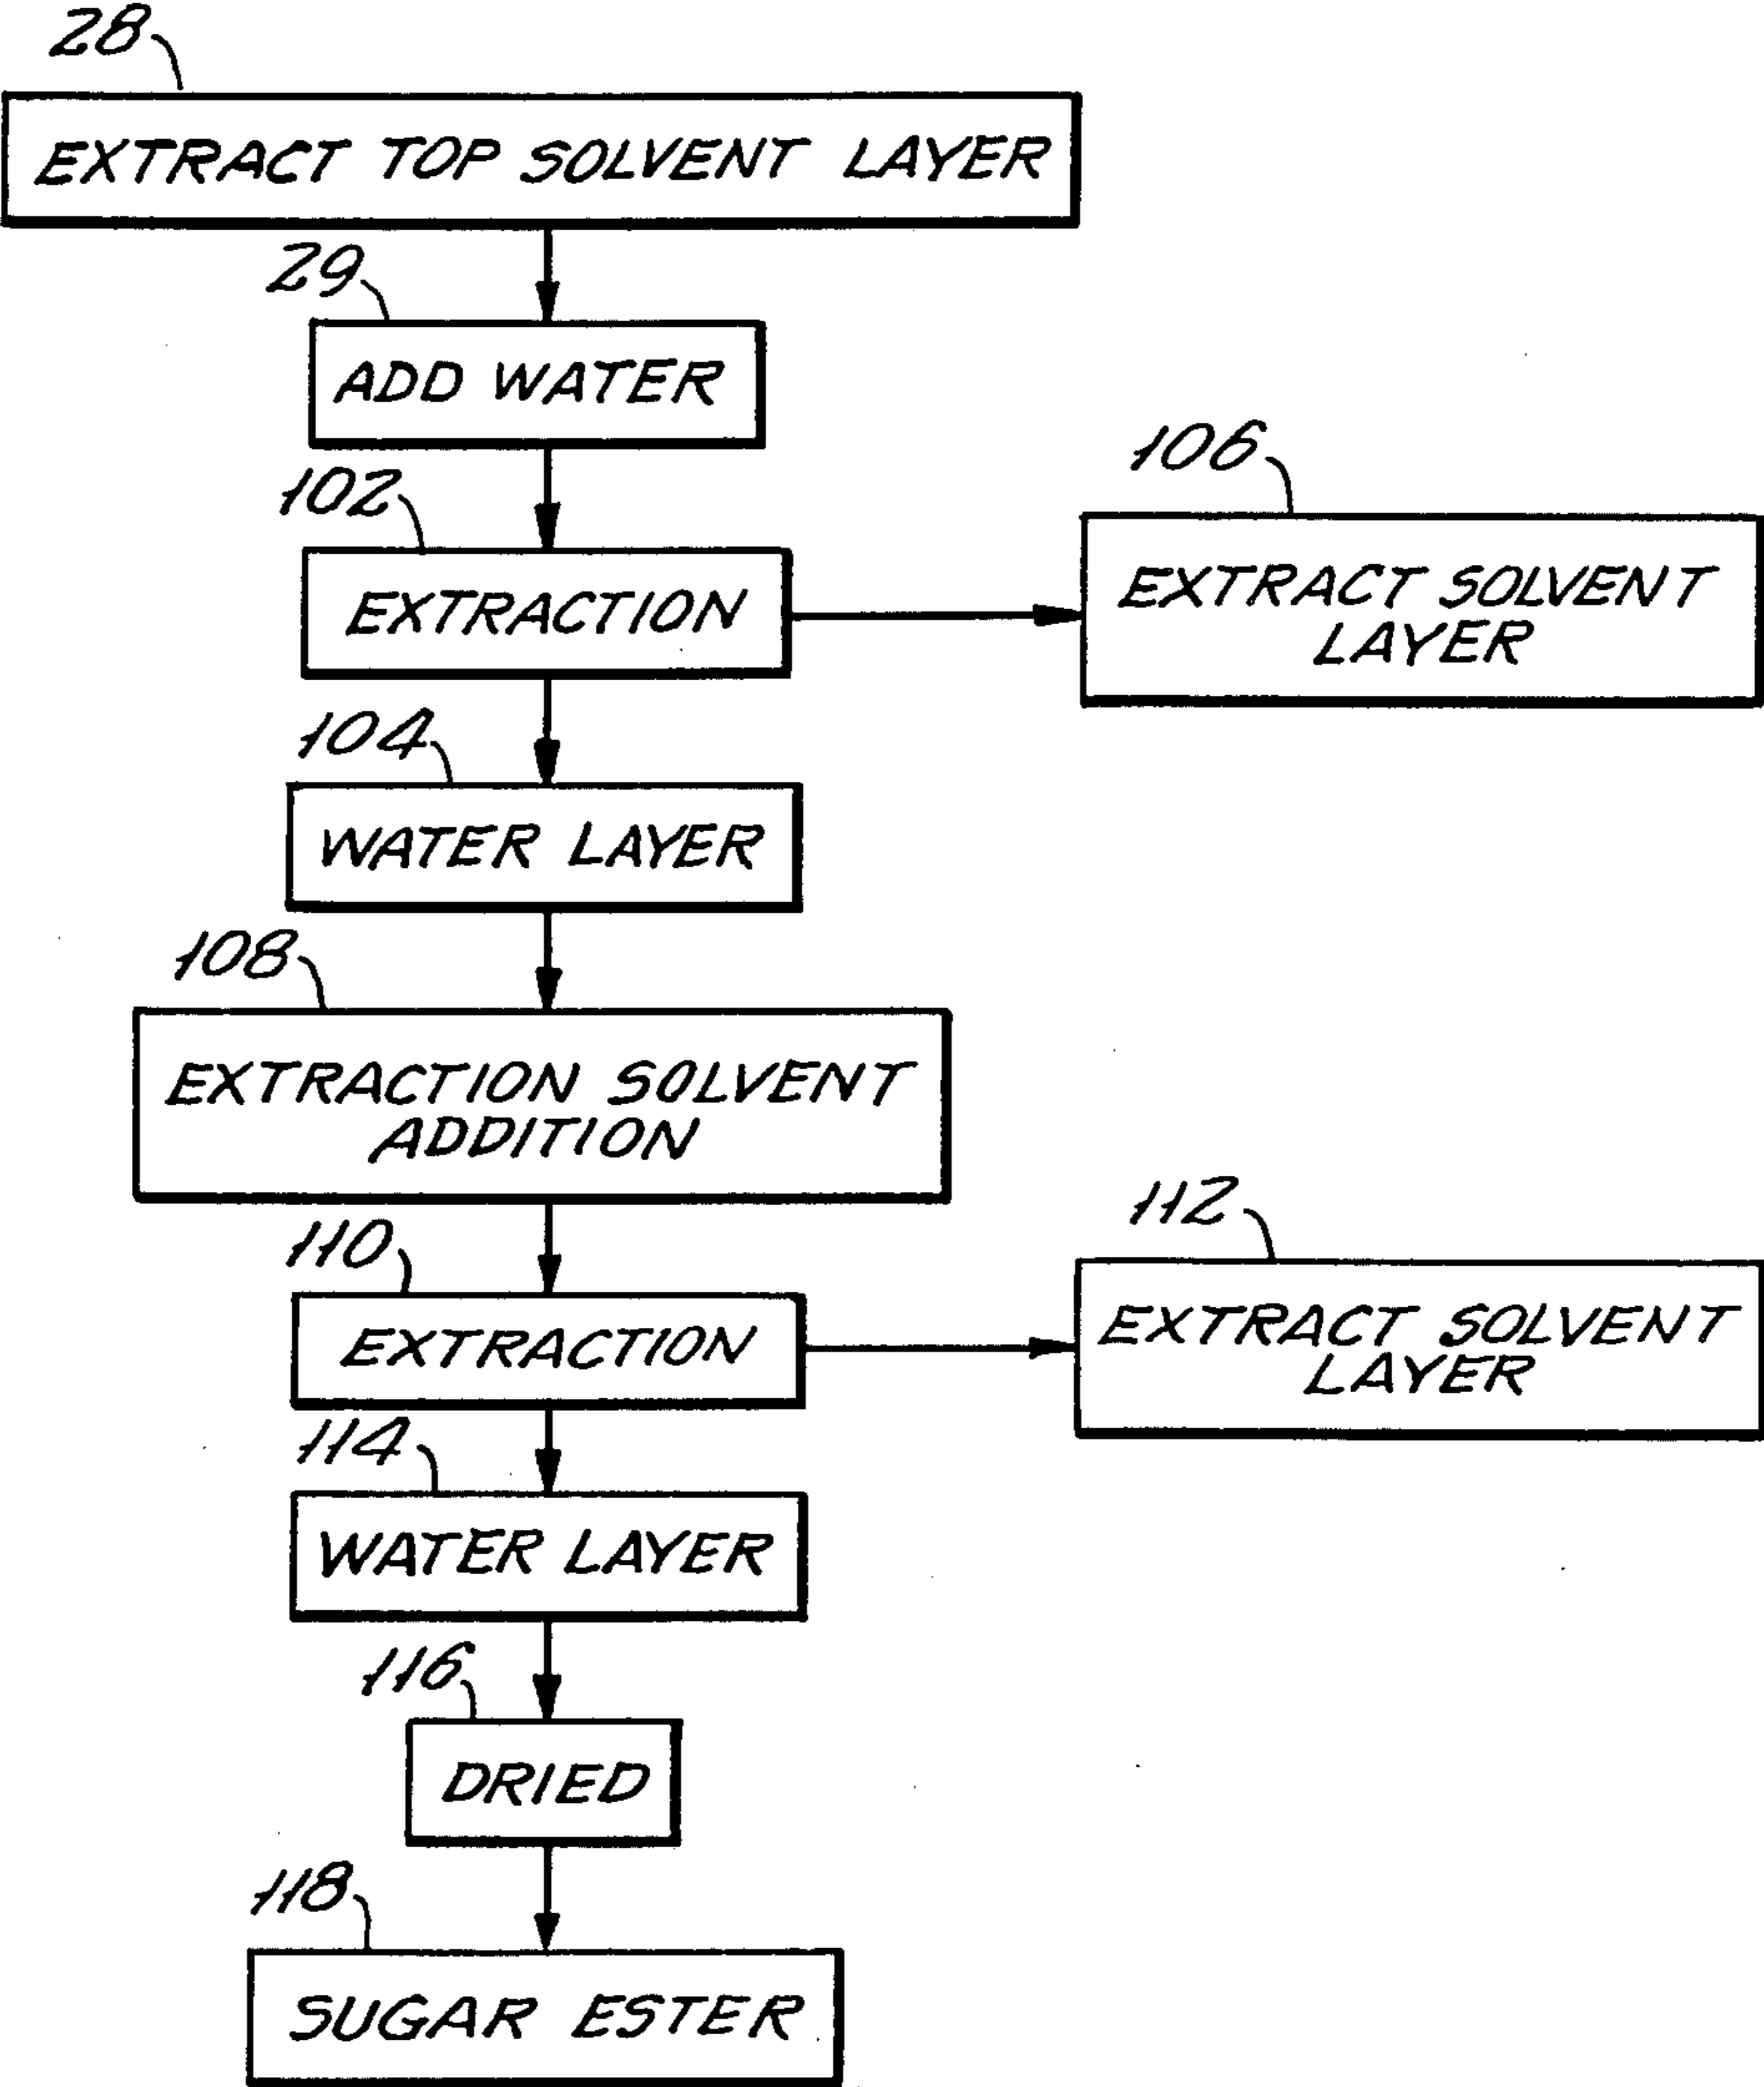 28
EXTRACT TOP SOLVENT LAYER
29
ADD WATER
102
EXTRACTION
106
EXTRACT SOLVENT
LAYER
104
WATER LAYER
108
EXTRACTION SOLVENT
ADDITION
110
EXTRACTION
112
EXTRACT SOLVENT
LAYER
114
WATER LAYER
116
DRIED
118
SUGAR ESTER